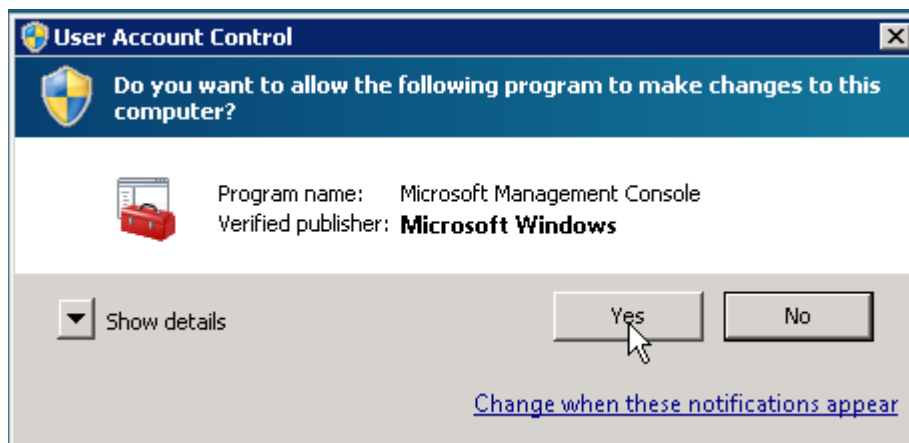 User Account Control
Do you want to allow the following program to make changes to this
computer?
Program name: Microsoft Management Console
Verified publisher: Microsoft Windows
Show details
Yes
No
Change when these notifications appear